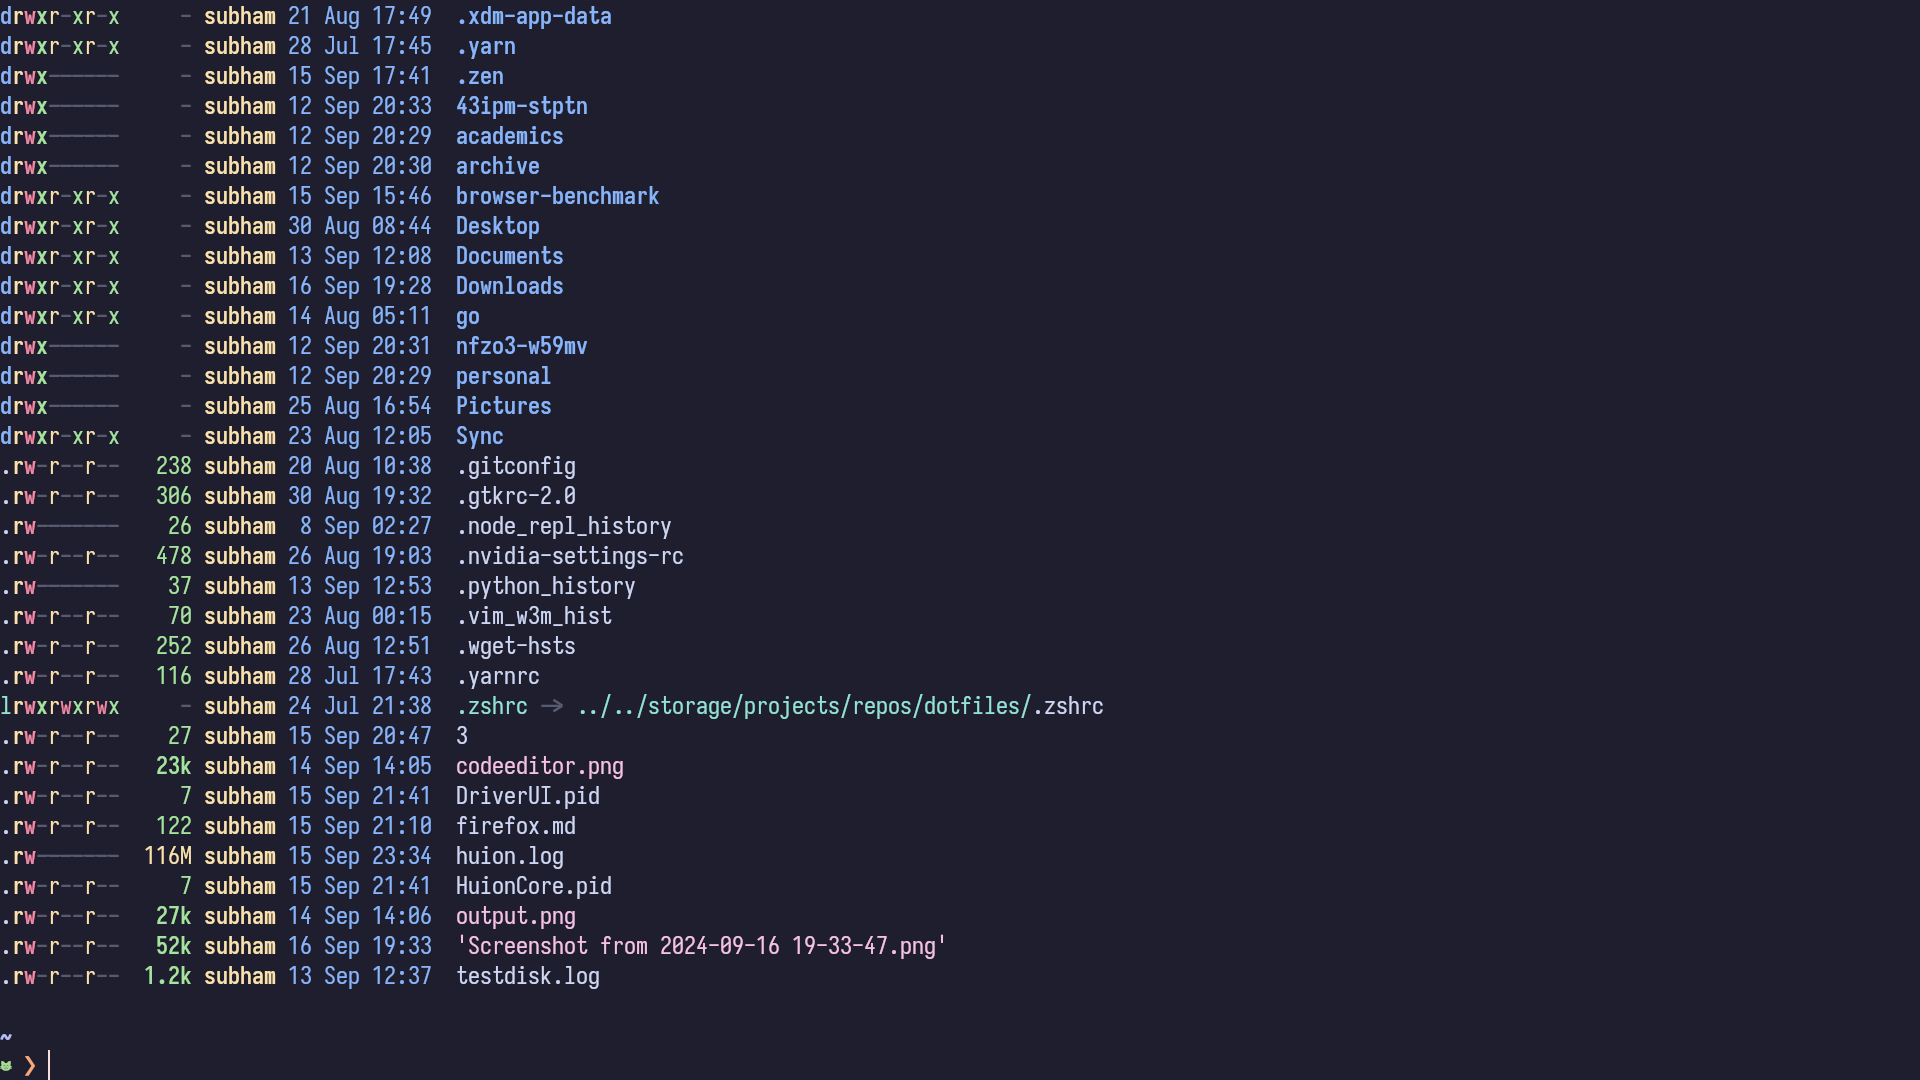 drwxr-xr-x - subham 21 Aug 17:49 .xdm-app-data
drwxr-xr-x - subham 28 Jul 17:45 .yarn
drwx------ - subham 15 Sep 17:41 .zen
drwx------ - subham 12 Sep 20:33 43ipm-stptn
drwx------ - subham 12 Sep 20:29 academics
drwx------ - subham 12 Sep 20:30 archive
drwxr-xr-x - subham 15 Sep 15:46 browser-benchmark
drwxr-xr-x - subham 30 Aug 08:44 Desktop
drwxr-xr-x - subham 13 Sep 12:08 Documents
drwxr-xr-x - subham 16 Sep 19:28 Downloads
drwxr-xr-x - subham 14 Aug 05:11 go
drwx------ - subham 12 Sep 20:31 nfzo3-w59mv
drwx------ - subham 12 Sep 20:29 personal
drwx------ - subham 25 Aug 16:54 Pictures
drwxr-xr-x - subham 23 Aug 12:05 Sync
.rw-r--r-- 238 subham 20 Aug 10:38 .gitconfig
.rw-r--r-- 306 subham 30 Aug 19:32 .gtkrc-2.0
.rw------- 26 subham 8 Sep 02:27 .node_repl_history
.rw-r--r-- 478 subham 26 Aug 19:03 .nvidia-settings-rc
.rw------- 37 subham 13 Sep 12:53 .python_history
.rw-r--r-- 70 subham 23 Aug 00:15 .vim_w3m_hist
.rw-r--r-- 252 subham 26 Aug 12:51 .wget-hsts
.rw-r--r-- 116 subham 28 Jul 17:43 .yarnrc
lrwxrwxrwx - subham 24 Jul 21:38 .zshrc -> ../../storage/projects/repos/dotfiles/.zshrc
.rw-r--r-- 27 subham 15 Sep 20:47 3
.rw-r--r-- 23k subham 14 Sep 14:05 codeeditor.png
.rw-r--r-- 7 subham 15 Sep 21:41 DriverUI.pid
.rw-r--r-- 122 subham 15 Sep 21:10 firefox.md
.rw------- 116M subham 15 Sep 23:34 huion.log
.rw-r--r-- 7 subham 15 Sep 21:41 HuionCore.pid
.rw-r--r-- 27k subham 14 Sep 14:06 output.png
.rw-r--r-- 52k subham 16 Sep 19:33 'Screenshot from 2024-09-16 19-33-47.png'
.rw-r--r-- 1.2k subham 13 Sep 12:37 testdisk.log
~
❯